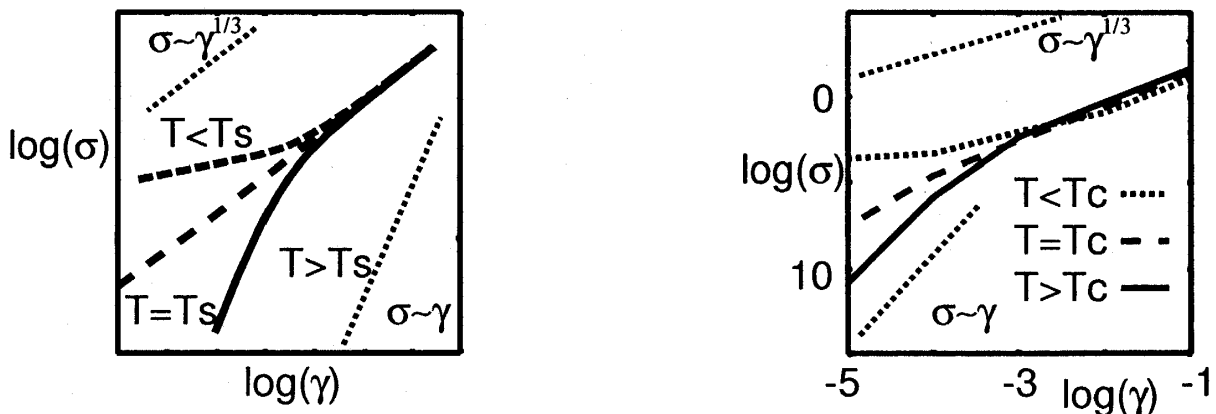 σ~γ^1/3
T<Ts
log(σ)
T>Ts
T=Ts
σ~γ
log(γ)
σ~γ^1/3
0
log(σ)
T<Tc
T=Tc
10
T>Tc
σ~γ
-5
-3
-1
log(γ)